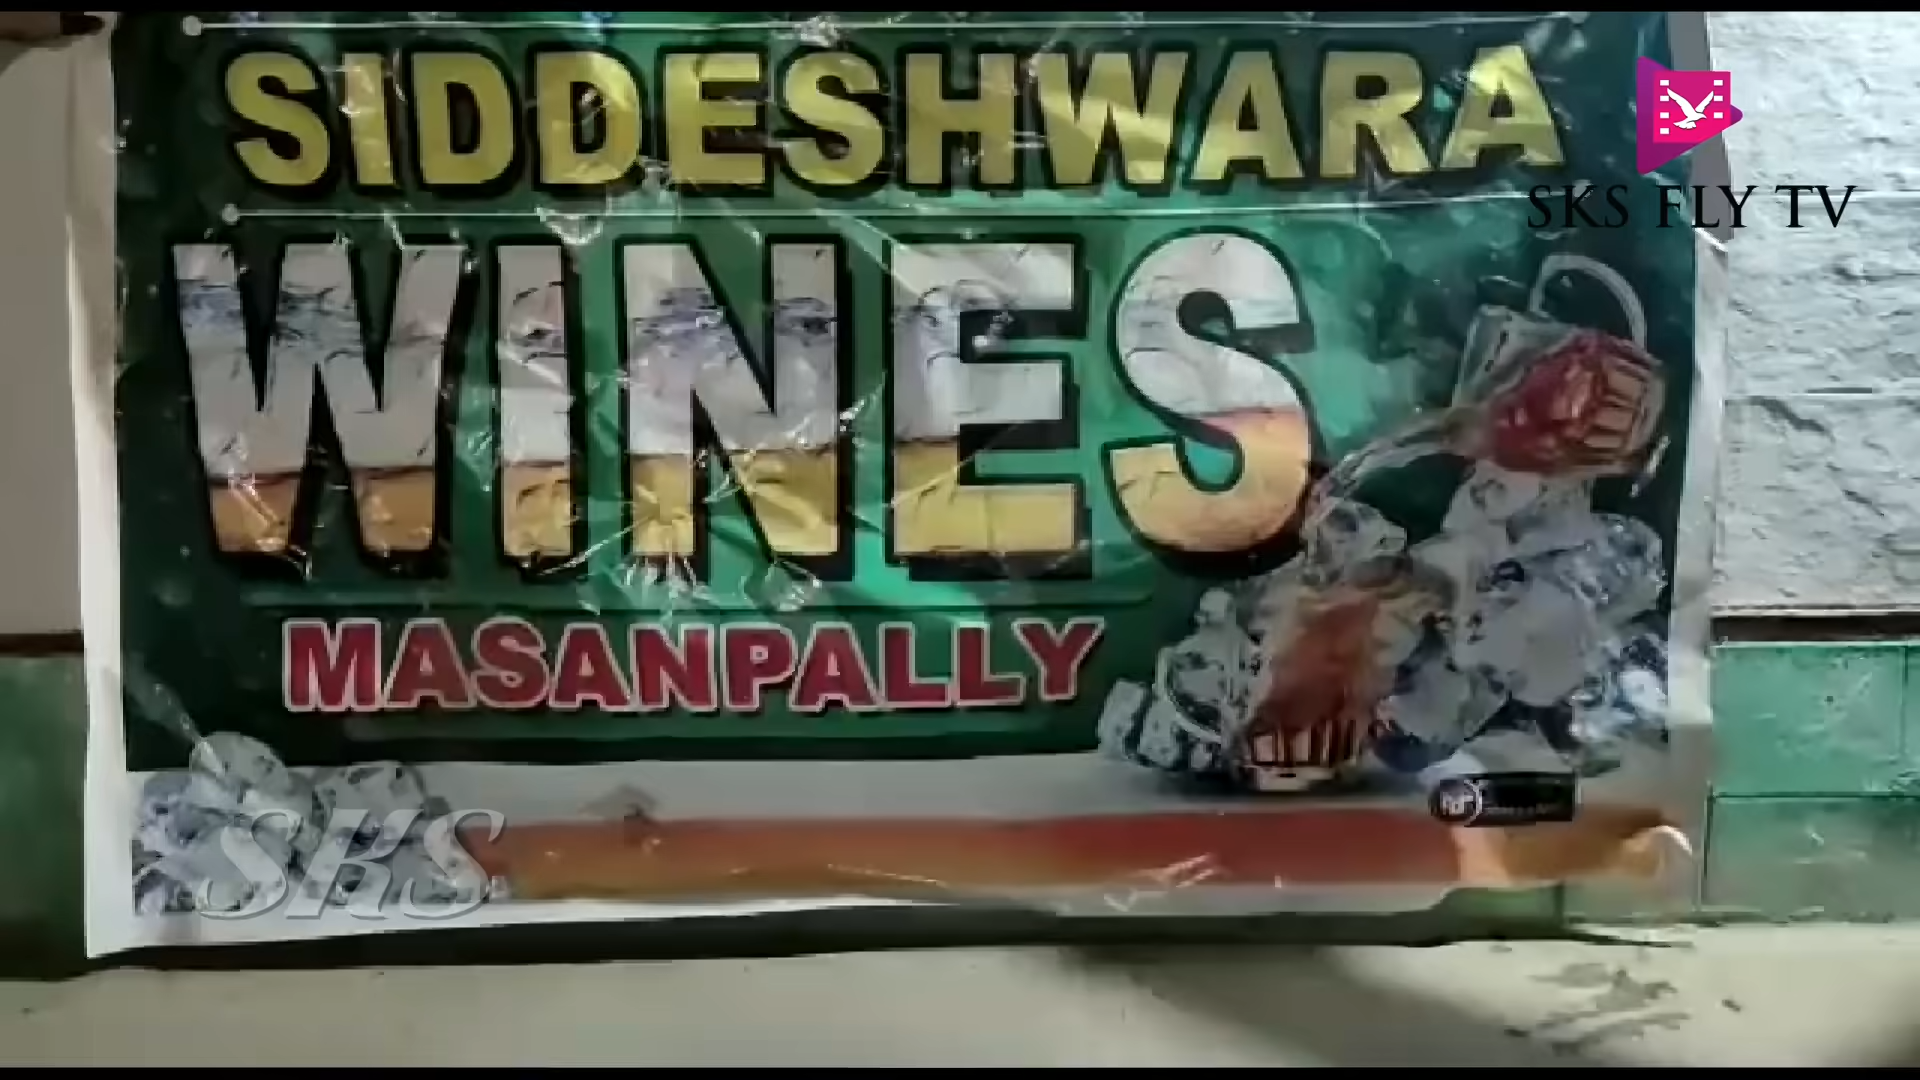 SIDDESHWARA
SKS FLY TV
WINES
MASANPALLY
SKS